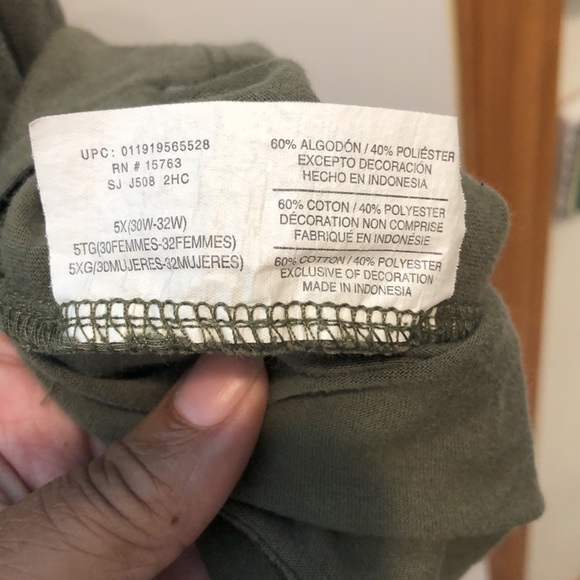 UPC: 011919565528
RN # 15763
SJ J508 2HC
5X(30W-32W)
5TG(30FEMMES-32FEMMES)
5XG(30MUJERES-32MUJERES)
60% ALGODÓN / 40% POLIÉSTER
EXCEPTO DECORACIÓN
HECHO EN INDONESIA
60% COTON / 40% POLYESTER
DÉCORATION NON COMPRISE
FABRIQUÉ EN INDONÉSIE
60% COTTON / 40% POLYESTER
EXCLUSIVE OF DECORATION
MADE IN INDONESIA